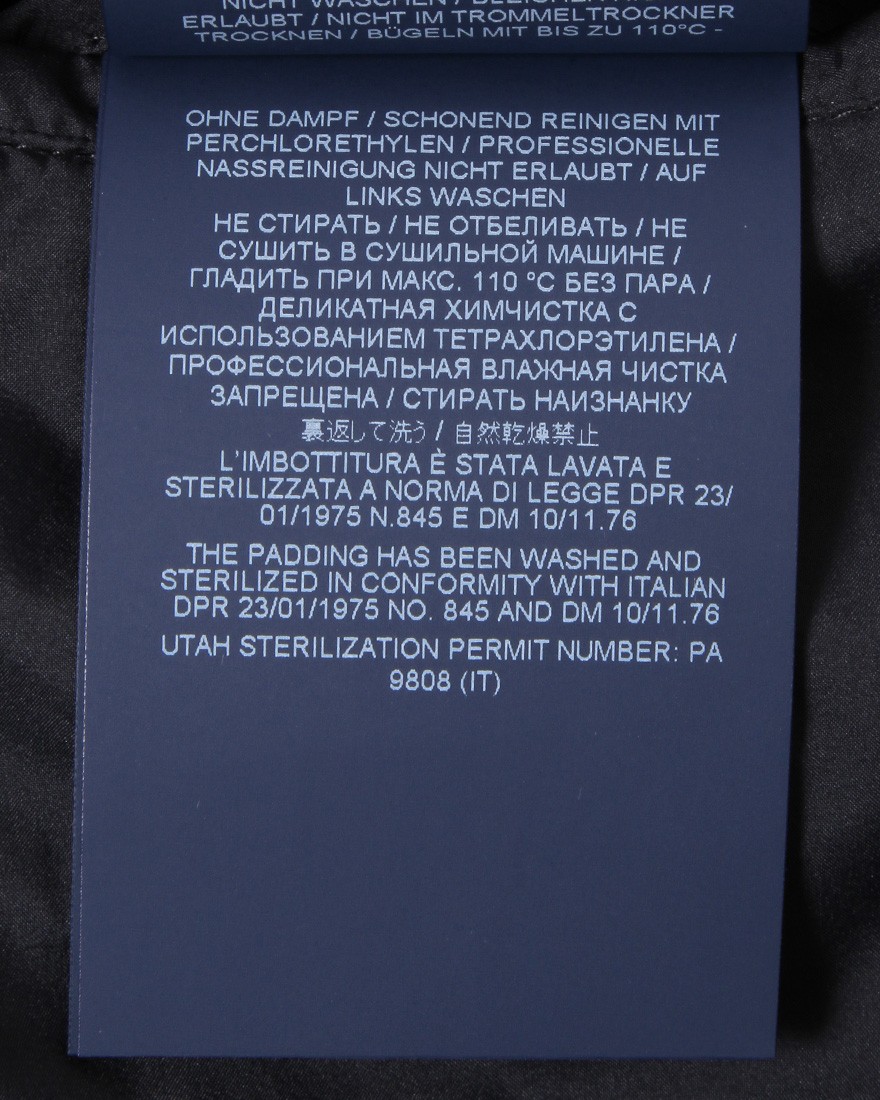 NICHT WASCHEN / BLEICHEN NICHT
ERLAUBT / NICHT IM TROMMELTROCKNER
TROCKNEN / BÜGELN MIT BIS ZU 110°C -
OHNE DAMPF / SCHONEND REINIGEN MIT
PERCHLORETHYLEN / PROFESSIONELLE
NASSREINIGUNG NICHT ERLAUBT / AUF
LINKS WASCHEN
НЕ СТИРАТЬ / НЕ ОТБЕЛИВАТЬ / НЕ
СУШИТЬ В СУШИЛЬНОЙ МАШИНЕ /
ГЛАДИТЬ ПРИ МАКС. 110 °C БЕЗ ПАРА /
ДЕЛИКАТНАЯ ХИМЧИСТКА С
ИСПОЛЬЗОВАНИЕМ ТЕТРАХЛОРЭТИЛЕНА /
ПРОФЕССИОНАЛЬНАЯ ВЛАЖНАЯ ЧИСТКА
ЗАПРЕЩЕНА / СТИРАТЬ НАИЗНАНКУ
裏返して洗う / 自然乾燥禁止
L'IMBOTTITURA È STATA LAVATA E
STERILIZZATA A NORMA DI LEGGE DPR 23/
01/1975 N.845 E DM 10/11.76
THE PADDING HAS BEEN WASHED AND
STERILIZED IN CONFORMITY WITH ITALIAN
DPR 23/01/1975 NO. 845 AND DM 10/11.76
UTAH STERILIZATION PERMIT NUMBER: PA
9808 (IT)